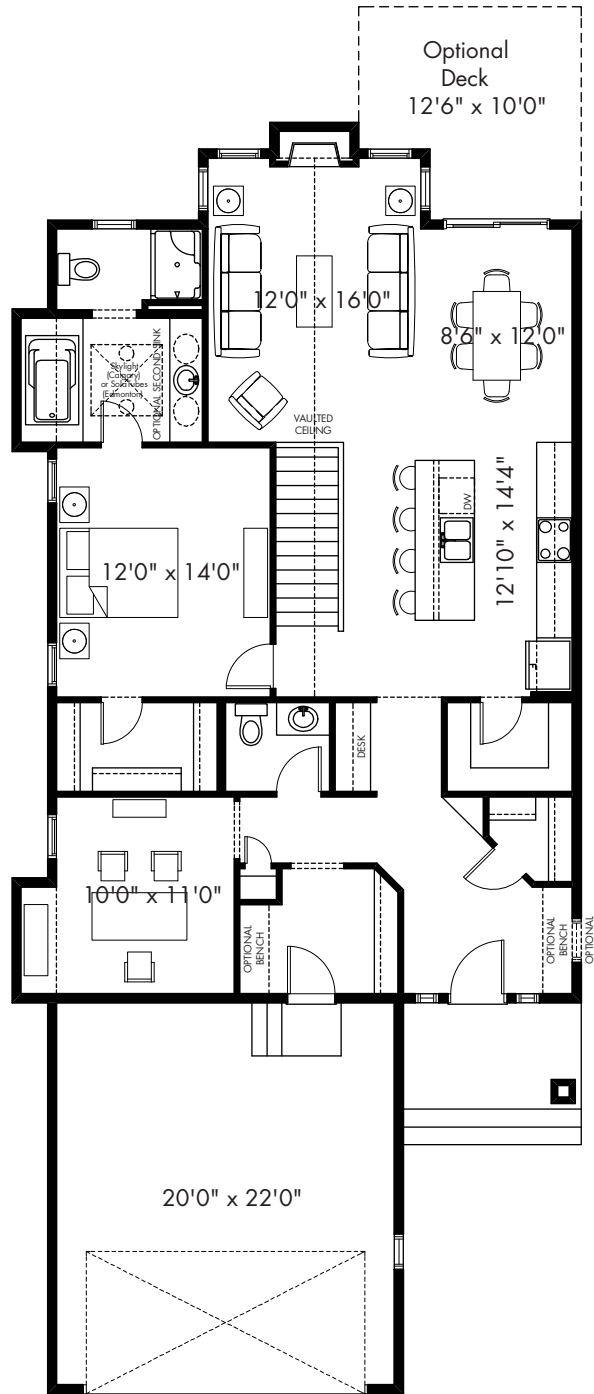 Optional
Deck
12'6" x 10'0"
12'0" x 16'0"
8'6" x 12'0"
Skylight
(Calgary)
or SolaTubes
(Edmonton)
OPTIONAL SECOND SINK
VAULTED
CEILING
DW
12'10" x 14'4"
12'0" x 14'0"
DESK
10'0" x 11'0"
OPTIONAL
BENCH
OPTIONAL
BENCH
OPTIONAL
20'0" x 22'0"